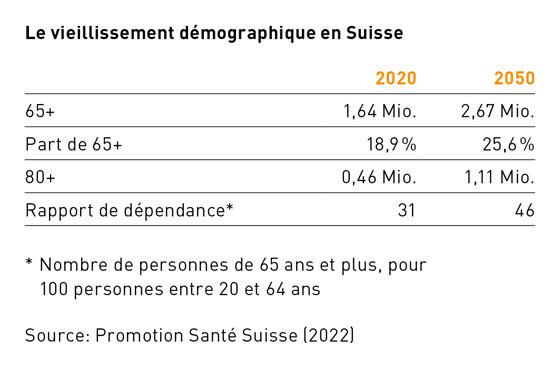 Le vieillissement démographique en Suisse
2020 2050
65+ 1,64 Mio. 2,67 Mio.
Part de 65+ 18,9 % 25,6 %
80+ 0,46 Mio. 1,11 Mio.
Rapport de dépendance* 31 46
* Nombre de personnes de 65 ans et plus, pour
100 personnes entre 20 et 64 ans
Source: Promotion Santé Suisse (2022)